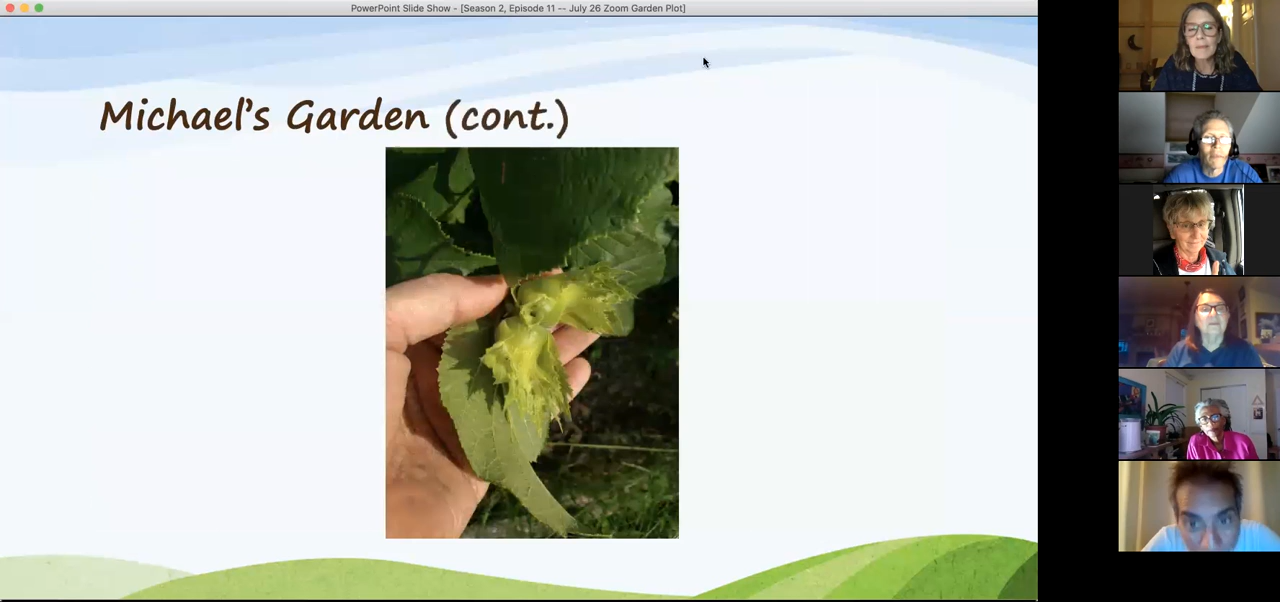 PowerPoint Slide Show - [Season 2, Episode 11 -- July 26 Zoom Garden Plot]
Michael's Garden (cont.)